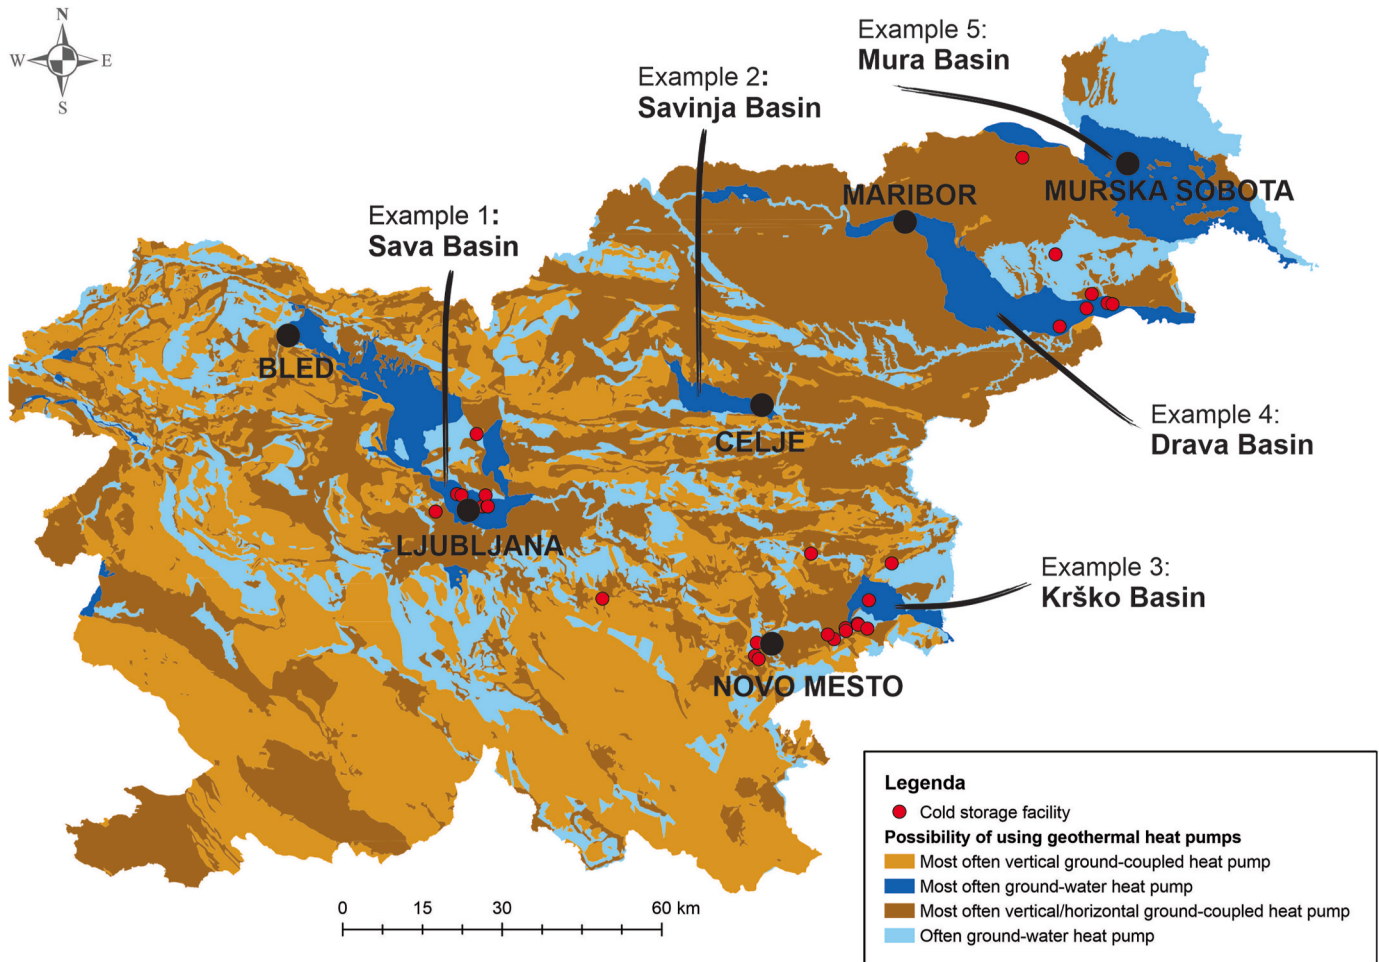 N
W E
S
Example 5:
Mura Basin
Example 2:
Savinja Basin
MARIBOR
MURSKA SOBOTA
Example 1:
Sava Basin
BLED
CELJE
Example 4:
Drava Basin
LJUBLJANA
Example 3:
Krško Basin
NOVO MESTO
Legenda
Cold storage facility
Possibility of using geothermal heat pumps
Most often vertical ground-coupled heat pump
Most often ground-water heat pump
Most often vertical/horizontal ground-coupled heat pump
Often ground-water heat pump
0 15 30 60 km